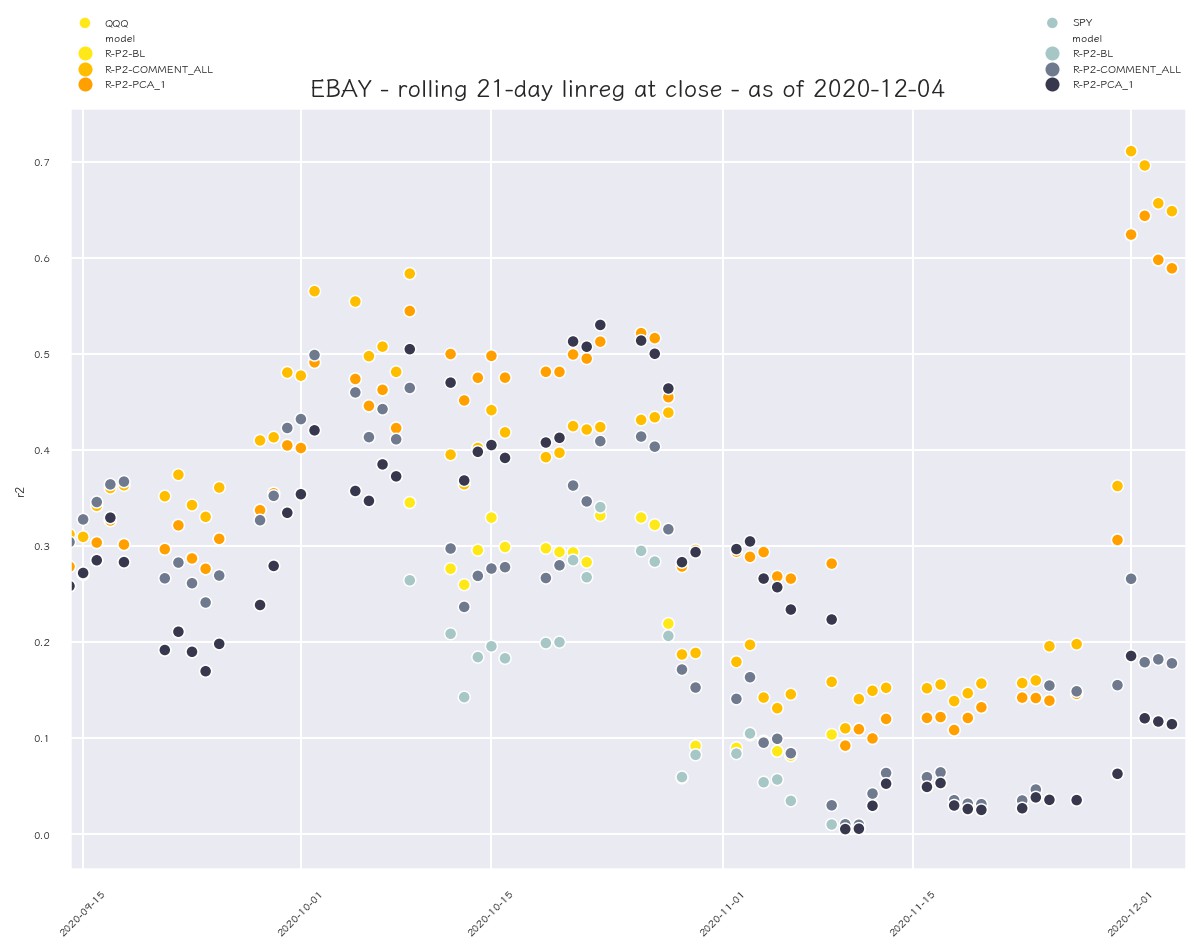 QQQ
model
R-P2-BL
R-P2-COMMENT_ALL
R-P2-PCA_1
SPY
model
R-P2-BL
R-P2-COMMENT_ALL
R-P2-PCA_1
EBAY - rolling 21-day linreg at close - as of 2020-12-04
0.7
0.6
0.5
0.4
0.3
0.2
0.1
0.0
r2
2020-09-15
2020-10-01
2020-10-15
2020-11-01
2020-11-15
2020-12-01